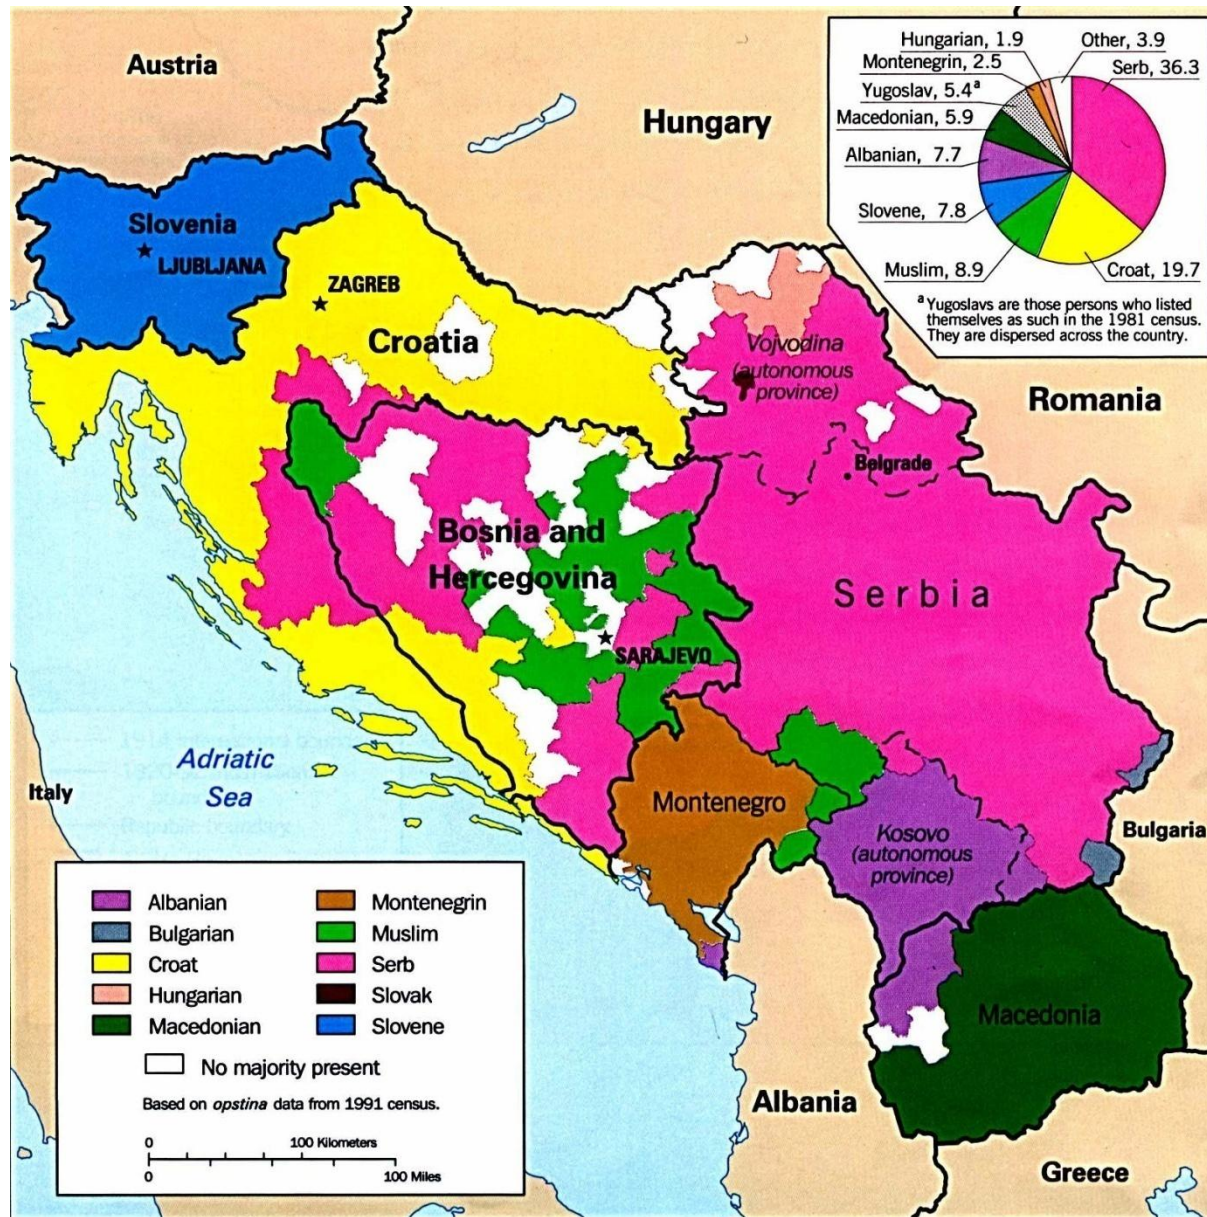 Austria
Hungary
Slovenia
LJUBLJANA
ZAGREB
Croatia
Vojvodina
(autonomous
province)
Romania
Belgrade
Bosnia and
Hercegovina
Serbia
SARAJEVO
Adriatic
Sea
Italy
Montenegro
Kosovo
(autonomous
province)
Bulgaria
Macedonia
Albania
Greece
Hungarian, 1.9
Other, 3.9
Montenegrin, 2.5
Serb, 36.3
Yugoslav, 5.4a
Macedonian, 5.9
Albanian, 7.7
Slovene, 7.8
Muslim, 8.9
Croat, 19.7
a Yugoslavs are those persons who listed
themselves as such in the 1981 census.
They are dispersed across the country.
Albanian
Bulgarian
Croat
Hungarian
Macedonian
Montenegrin
Muslim
Serb
Slovak
Slovene
No majority present
Based on opstina data from 1991 census.
0 100 Kilometers
0 100 Miles
Republic boundary